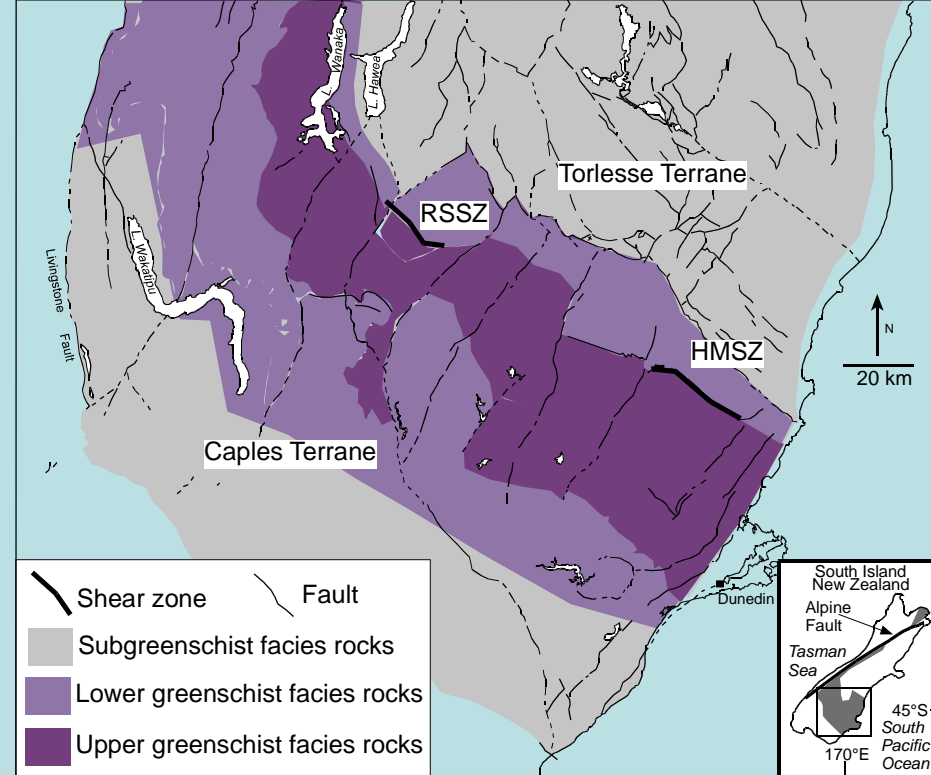 L. Wanaka
L. Hawea
Torlesse Terrane
RSSZ
L. Wakatipu
Livingstone
Fault
N
20 km
HMSZ
Caples Terrane
Dunedin
Shear zone
Fault
Subgreenschist facies rocks
Lower greenschist facies rocks
Upper greenschist facies rocks
South Island
New Zealand
Alpine
Fault
Tasman
Sea
45°S
South
Pacific
Ocean
170°E